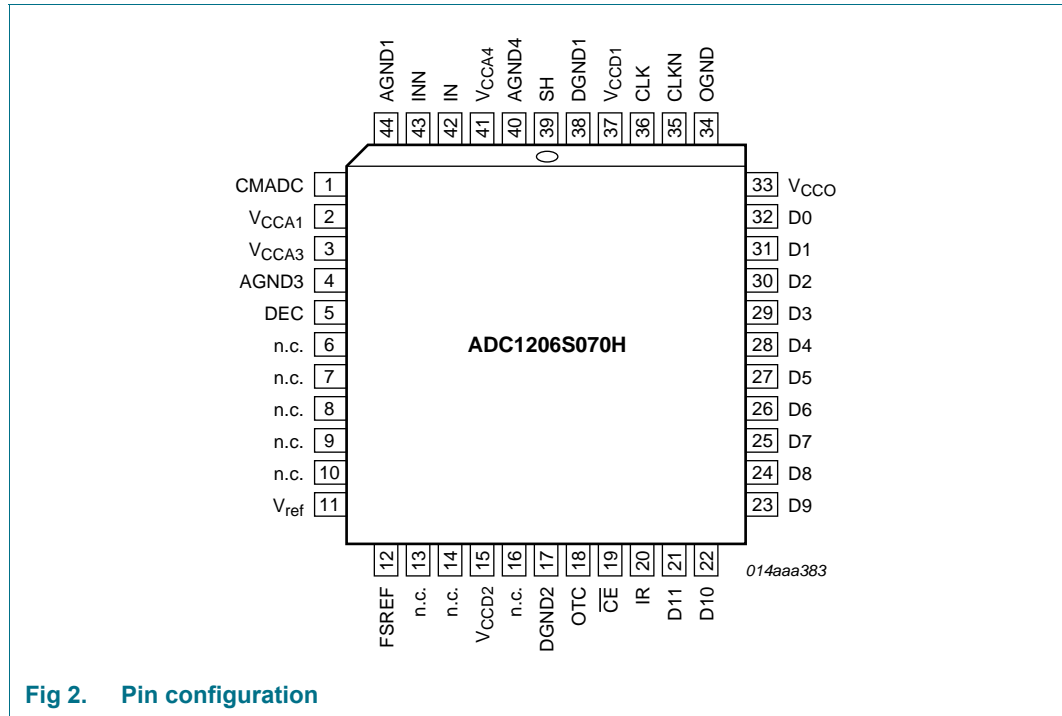 AGND1 INN IN VCCA4 AGND4 SH DGND1 VCCD1 CLK CLKN OGND
44 43 42 41 40 39 38 37 36 35 34
CMADC 1
VCCA1 2
VCCA3 3
AGND3 4
DEC 5
n.c. 6
n.c. 7
n.c. 8
n.c. 9
n.c. 10
Vref 11
ADC1206S070H
33 VCCO
32 D0
31 D1
30 D2
29 D3
28 D4
27 D5
26 D6
25 D7
24 D8
23 D9
12 13 14 15 16 17 18 19 20 21 22
FSREF n.c. n.c. VCCD2 n.c. DGND2 OTC C̅E̅ IR D11 D10
014aaa383
Fig 2. Pin configuration